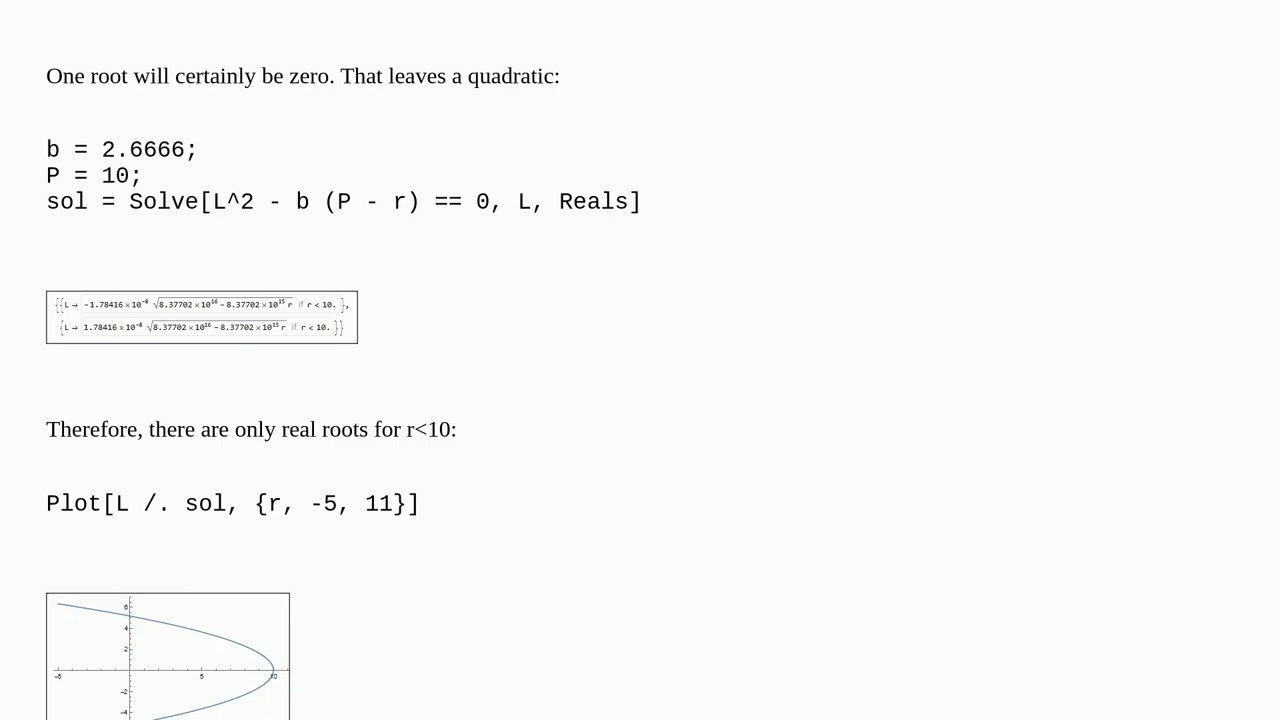 One root will certainly be zero. That leaves a quadratic:
b = 2.6666;
P = 10;
sol = Solve[L^2 - b (P - r) == 0, L, Reals]
{{L → -1.78416×10^-8 √(8.37702×10^16 - 8.37702×10^15 r) if r < 10. },
{L → 1.78416×10^-8 √(8.37702×10^16 - 8.37702×10^15 r) if r < 10. }}
Therefore, there are only real roots for r<10:
Plot[L /. sol, {r, -5, 11}]
6
4
2
-5 5 10
-2
-4